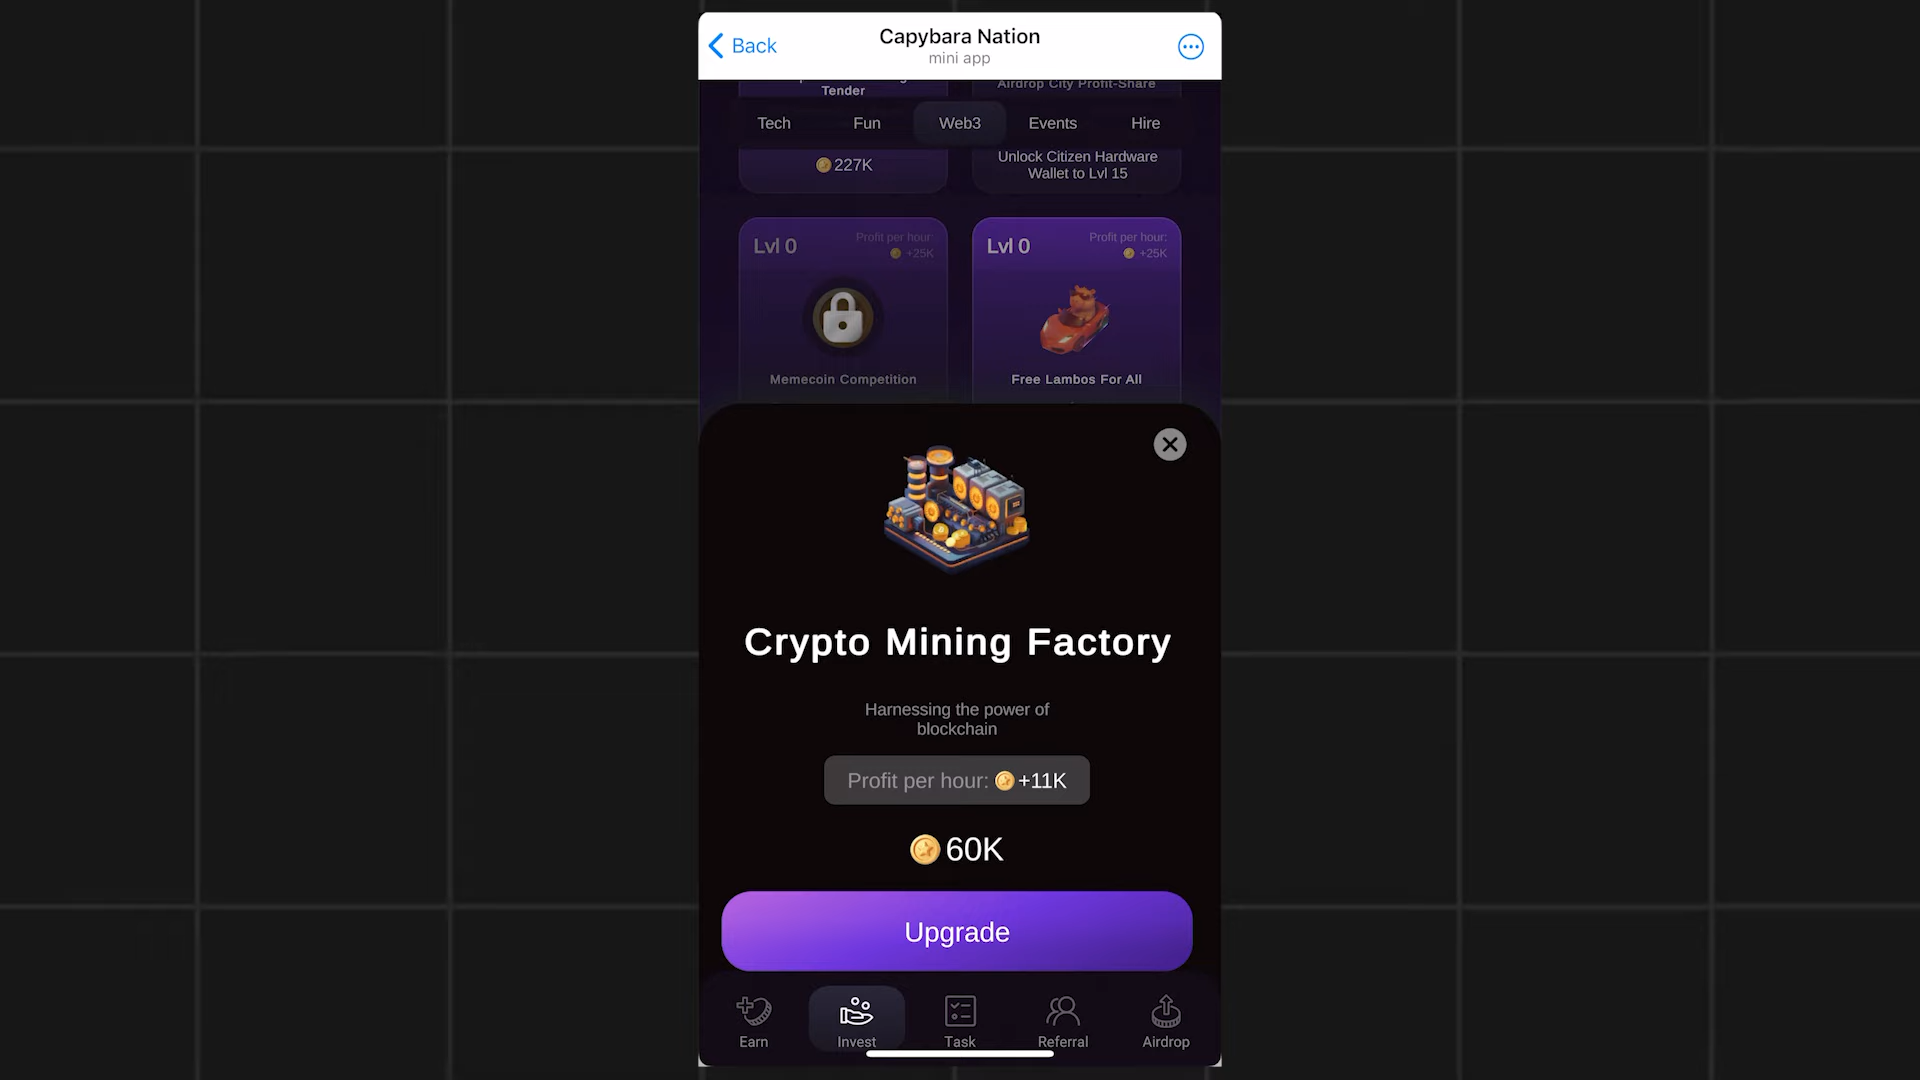 Back
Capybara Nation
mini app
Tender
Airdrop City Profit-Share
Tech
Fun
Web3
Events
Hire
227K
Unlock Citizen Hardware
Wallet to Lvl 15
Lvl 0
Profit per hour:
+25K
Memecoin Competition
Lvl 0
Profit per hour:
+25K
Free Lambos For All
Crypto Mining Factory
Harnessing the power of
blockchain
Profit per hour: +11K
60K
Upgrade
Earn
Invest
Task
Referral
Airdrop